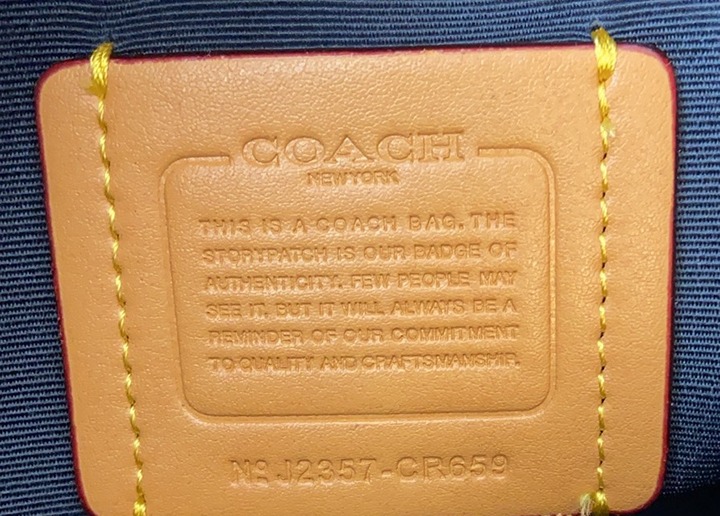 COACH
NEW YORK
THIS IS A COACH BAG. THE
STORYPATCH IS OUR BADGE OF
AUTHENTICITY. FEW PEOPLE MAY
SEE IT, BUT IT WILL ALWAYS BE A
REMINDER OF OUR COMMITMENT
TO QUALITY AND CRAFTSMANSHIP.
Nº J2357-CR659